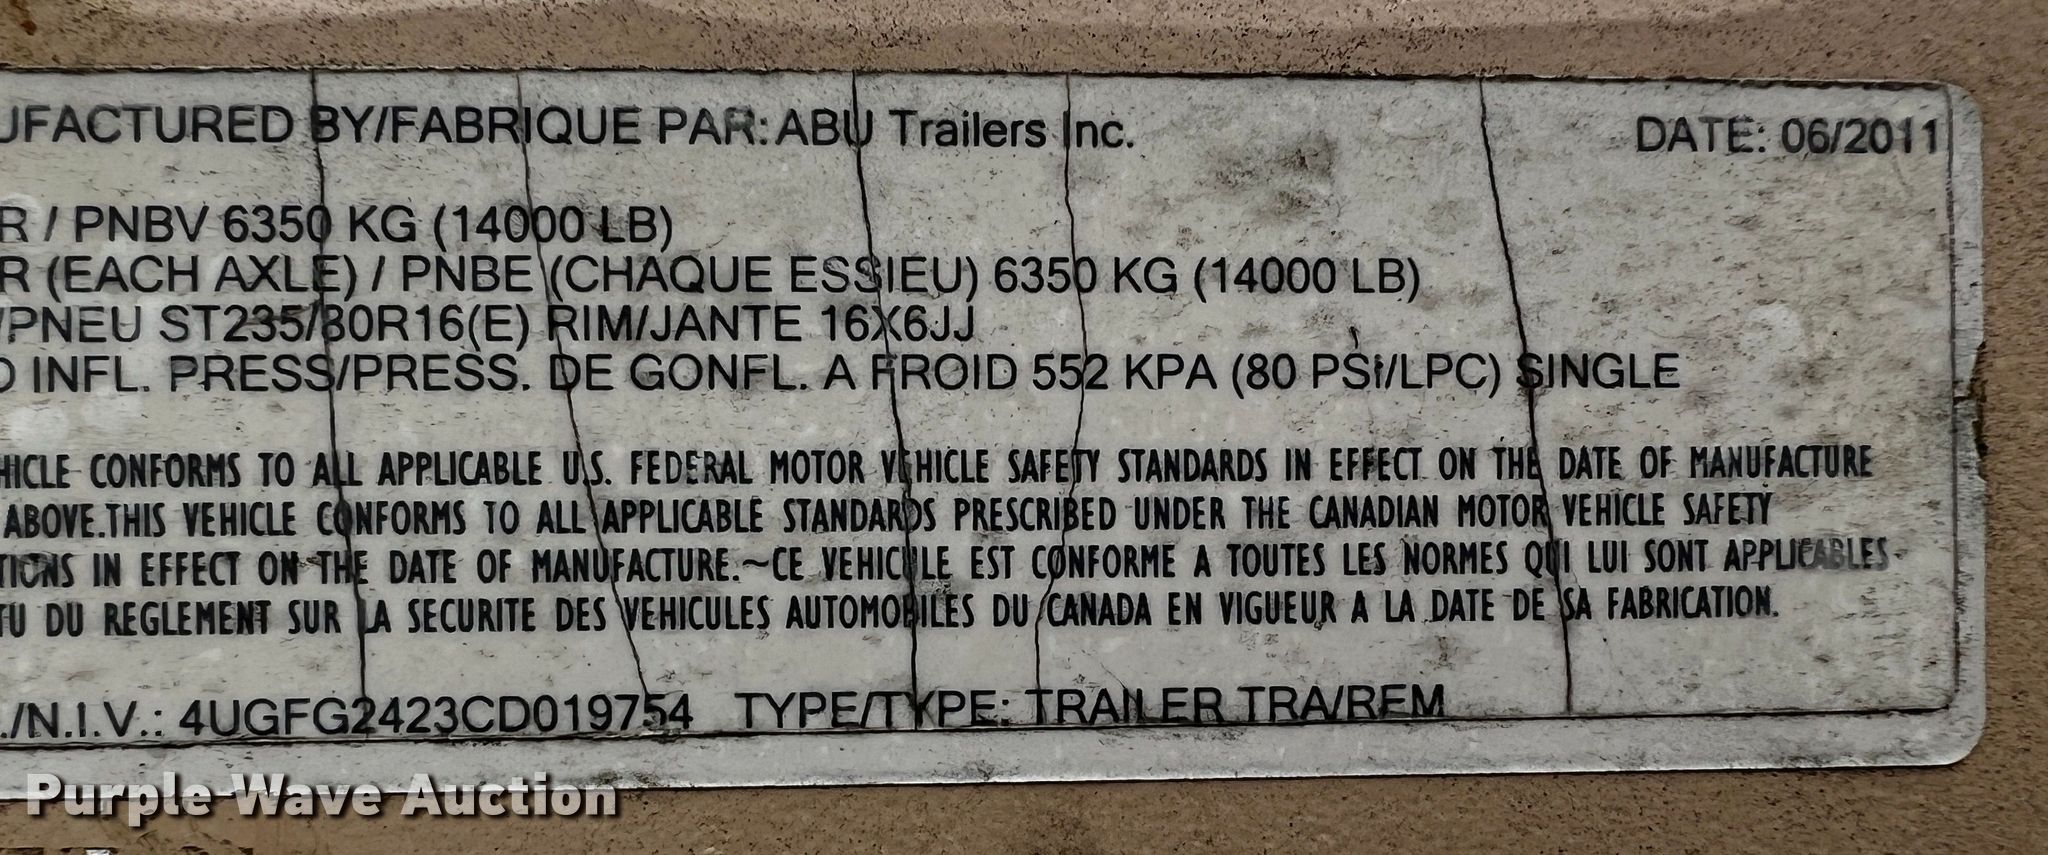 UFACTURED BY/FABRIQUE PAR: ABU Trailers Inc. DATE: 06/2011
R / PNBV 6350 KG (14000 LB)
R (EACH AXLE) / PNBE (CHAQUE ESSIEU) 6350 KG (14000 LB)
/PNEU ST235/80R16(E) RIM/JANTE 16X6JJ
D INFL. PRESS/PRESS. DE GONFL. A FROID 552 KPA (80 PSI/LPC) SINGLE
HICLE CONFORMS TO ALL APPLICABLE U.S. FEDERAL MOTOR VEHICLE SAFETY STANDARDS IN EFFECT ON THE DATE OF MANUFACTURE
ABOVE.THIS VEHICLE CONFORMS TO ALL APPLICABLE STANDARDS PRESCRIBED UNDER THE CANADIAN MOTOR VEHICLE SAFETY
TIONS IN EFFECT ON THE DATE OF MANUFACTURE.~CE VEHICULE EST CONFORME A TOUTES LES NORMES QUI LUI SONT APPLICABLES
TU DU REGLEMENT SUR LA SECURITE DES VEHICULES AUTOMOBILES DU CANADA EN VIGUEUR A LA DATE DE SA FABRICATION.
./N.I.V.: 4UGFG2423CD019754 TYPE/TYPE: TRAILER TRA/REM
Purple Wave Auction